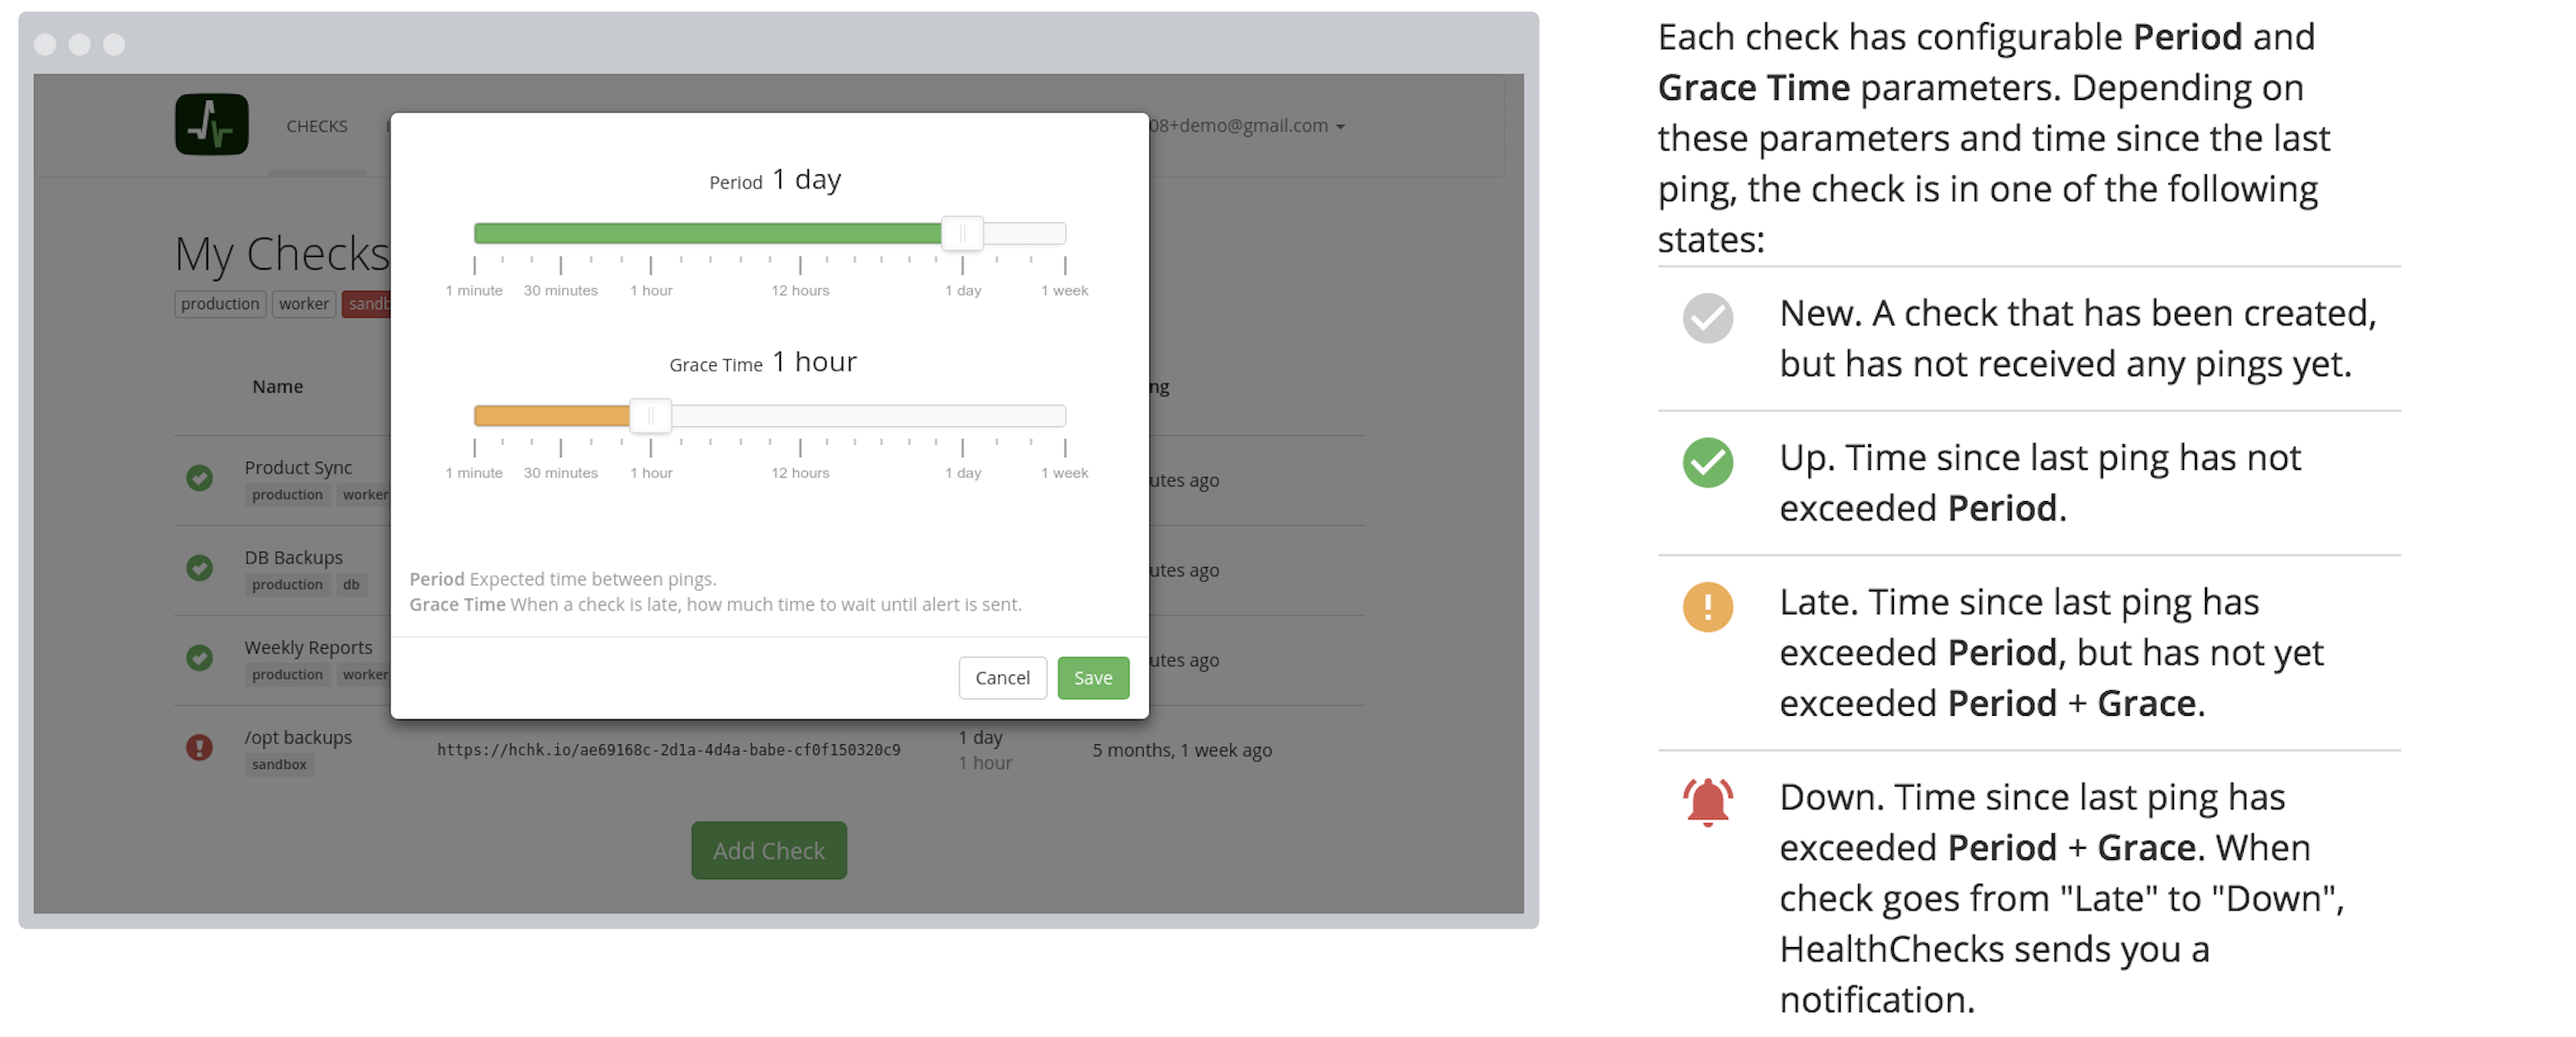 CHECKS
08+demo@gmail.com
My Checks
production worker
Name
Product Sync
production worker
DB Backups
production db
utes ago
Weekly Reports
production worker
utes ago
/opt backups
sandbox
https://hchk.io/ae69168c-2d1a-4d4a-babe-cf0f150320c9
1 day
1 hour
5 months, 1 week ago
Add Check
Period 1 day
1 minute 30 minutes 1 hour 12 hours 1 day 1 week
Grace Time 1 hour
1 minute 30 minutes 1 hour 12 hours 1 day 1 week
Period Expected time between pings.
Grace Time When a check is late, how much time to wait until alert is sent.
Cancel Save
Each check has configurable Period and
Grace Time parameters. Depending on
these parameters and time since the last
ping, the check is in one of the following
states:
New. A check that has been created,
but has not received any pings yet.
Up. Time since last ping has not
exceeded Period.
Late. Time since last ping has
exceeded Period, but has not yet
exceeded Period + Grace.
Down. Time since last ping has
exceeded Period + Grace. When
check goes from "Late" to "Down",
HealthChecks sends you a
notification.